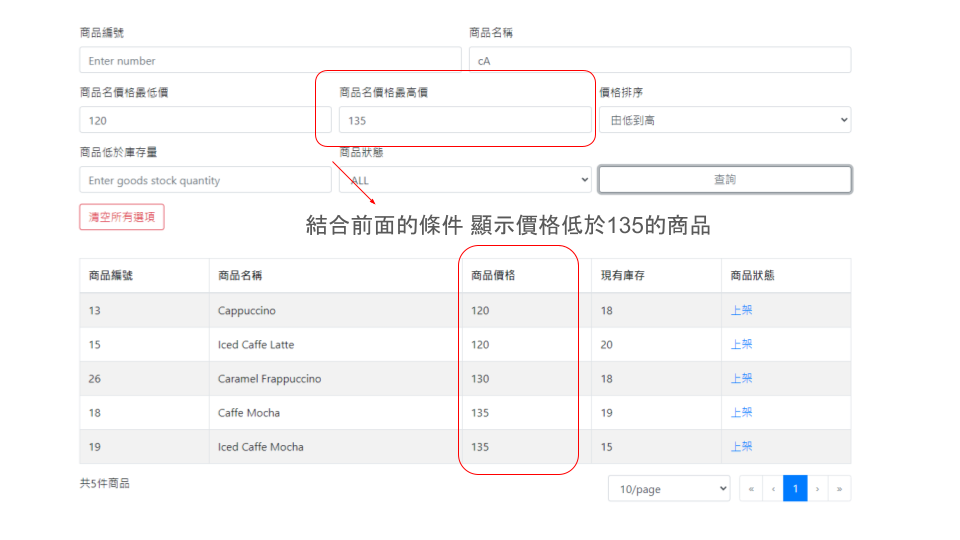 商品編號 商品名稱
Enter number cA
商品名價格最低價 商品名價格最高價 價格排序
120 135 由低到高
商品低於庫存量 商品狀態
Enter goods stock quantity ALL 查詢
清空所有選項
結合前面的條件 顯示價格低於135的商品
商品編號 商品名稱 商品價格 現有庫存 商品狀態
13 Cappuccino 120 18 上架
15 Iced Caffe Latte 120 20 上架
26 Caramel Frappuccino 130 18 上架
18 Caffe Mocha 135 19 上架
19 Iced Caffe Mocha 135 15 上架
共5件商品 10/page « ‹ 1 › »